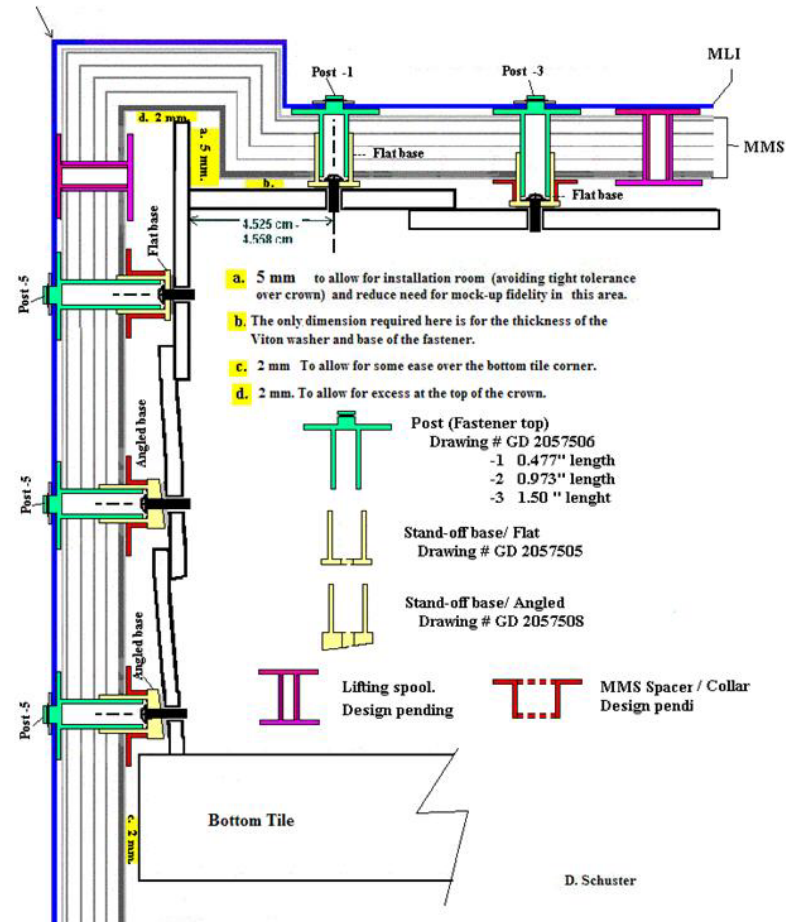 MLI
Post -1
Post -3
MMS
d. 2 mm.
a. 5 mm.
Flat base
b.
Flat base
4.525 cm -
4.558 cm
Flat base
Post -5
a. 5 mm to allow for installation room (avoiding tight tolerance
over crown) and reduce need for mock-up fidelity in this area.
b. The only dimension required here is for the thickness of the
Viton washer and base of the fastener.
c. 2 mm To allow for some ease over the bottom tile corner.
d. 2 mm. To allow for excess at the top of the crown.
Angled base
Post -5
Post (Fastener top)
Drawing # GD 2057506
-1 0.477" length
-2 0.973" length
-3 1.50 " lenght
Stand-off base/ Flat
Drawing # GD 2057505
Stand-off base/ Angled
Drawing # GD 2057508
Angled base
Post -5
Lifting spool.
Design pending
MMS Spacer / Collar
Design pendi
Bottom Tile
c. 2 mm.
D. Schuster